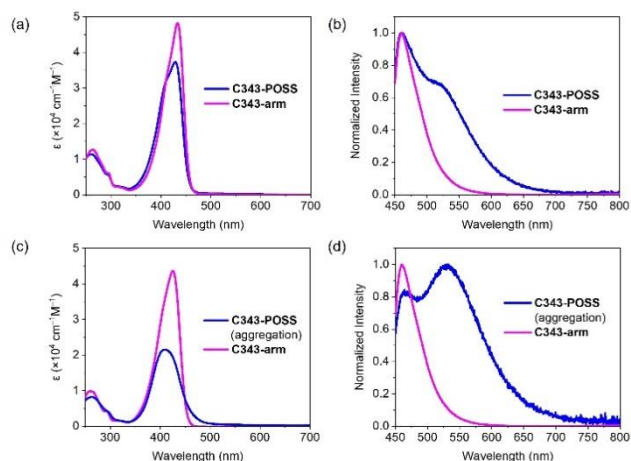 (a)
ε (×10⁴ cm⁻¹M⁻¹)
5
4
3
2
1
0
C343-POSS
C343-arm
300 400 500 600 700
Wavelength (nm)
(b)
Normalized Intensity
1.0
0.8
0.6
0.4
0.2
0.0
C343-POSS
C343-arm
450 500 550 600 650 700 750 800
Wavelength (nm)
(c)
ε (×10⁴ cm⁻¹M⁻¹)
5
4
3
2
1
0
C343-POSS
(aggregation)
C343-arm
300 400 500 600 700
Wavelength (nm)
(d)
Normalized Intensity
1.0
0.8
0.6
0.4
0.2
0.0
C343-POSS
(aggregation)
C343-arm
450 500 550 600 650 700 750 800
Wavelength (nm)